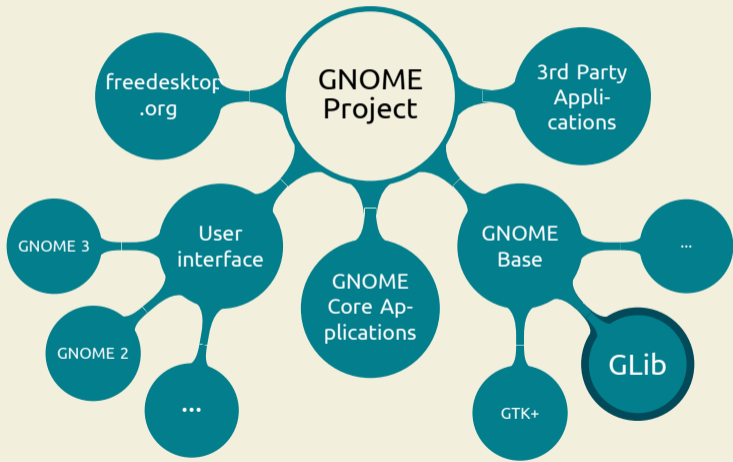 GNOME
Project
freedesktop
.org
3rd Party
Appli-
cations
User
interface
GNOME
Base
GNOME 3
...
GNOME
Core Ap-
plications
GNOME 2
GLib
...
GTK+